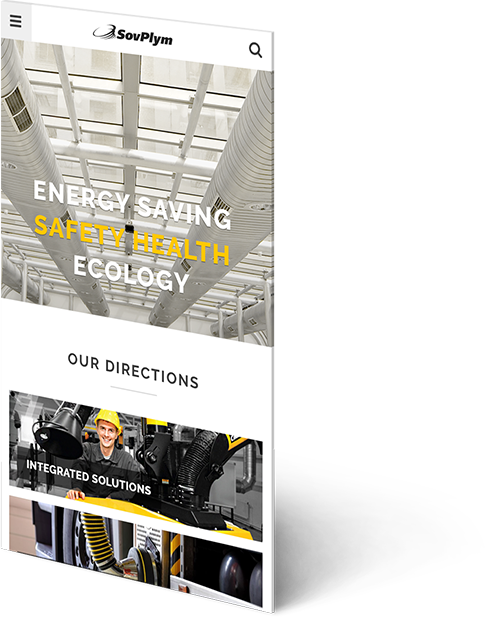 SovPlym
ENERGY SAVING
SAFETY HEALTH
ECOLOGY
OUR DIRECTIONS
INTEGRATED SOLUTIONS